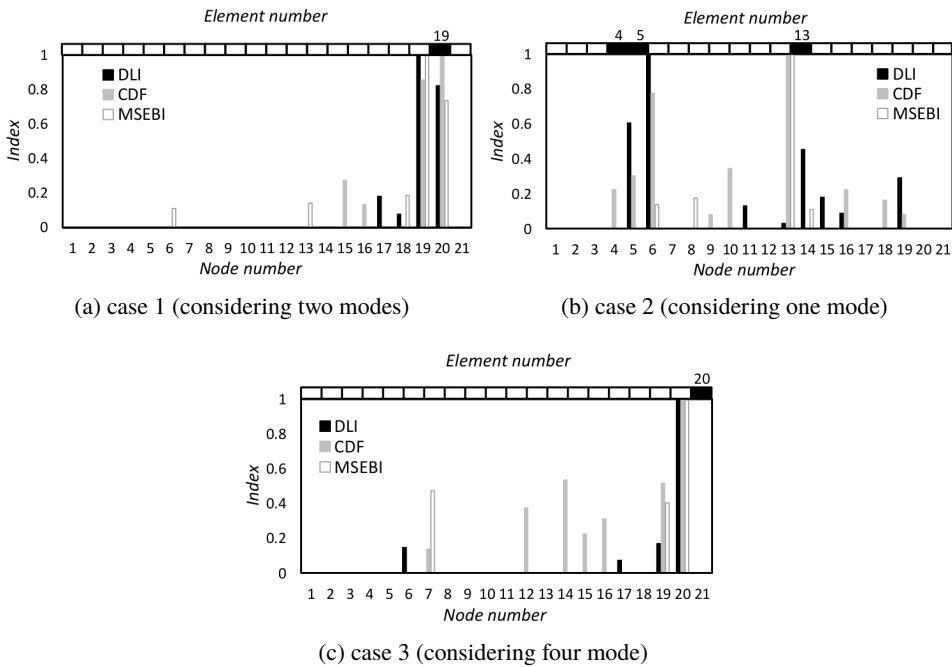 Element number
19
1
0.8
0.6
0.4
0.2
0
Index
DLI
CDF
MSEBI
1 2 3 4 5 6 7 8 9 10 11 12 13 14 15 16 17 18 19 20 21
Node number
(a) case 1 (considering two modes)
Element number
4 5 13
1
0.8
0.6
0.4
0.2
0
Index
DLI
CDF
MSEBI
1 2 3 4 5 6 7 8 9 10 11 12 13 14 15 16 17 18 19 20 21
Node number
(b) case 2 (considering one mode)
Element number
20
1
0.8
0.6
0.4
0.2
0
Index
DLI
CDF
MSEBI
1 2 3 4 5 6 7 8 9 10 11 12 13 14 15 16 17 18 19 20 21
Node number
(c) case 3 (considering four mode)